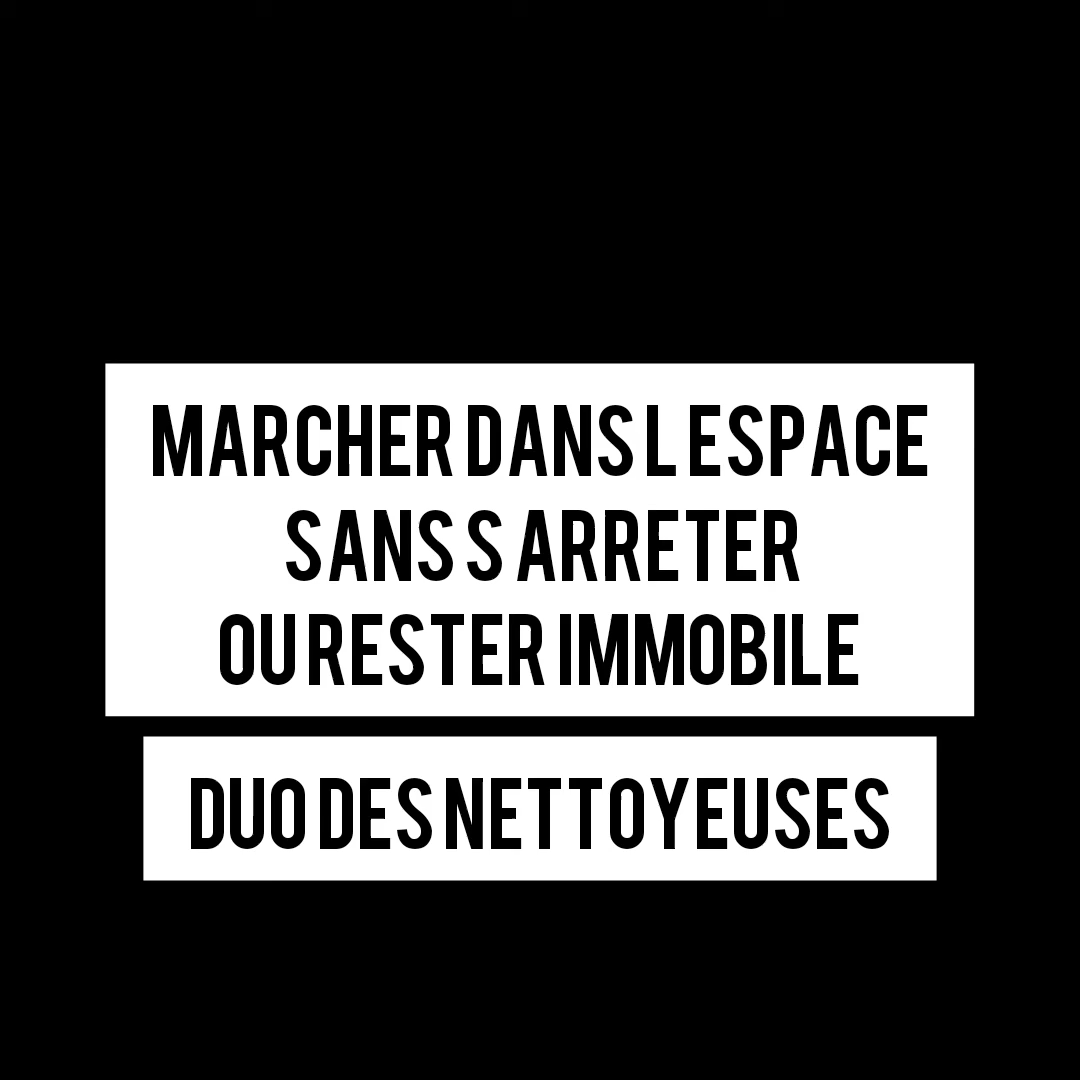 MARCHER DANS L ESPACE
SANS S ARRETER
OU RESTER IMMOBILE
DUO DES NETTOYEUSES